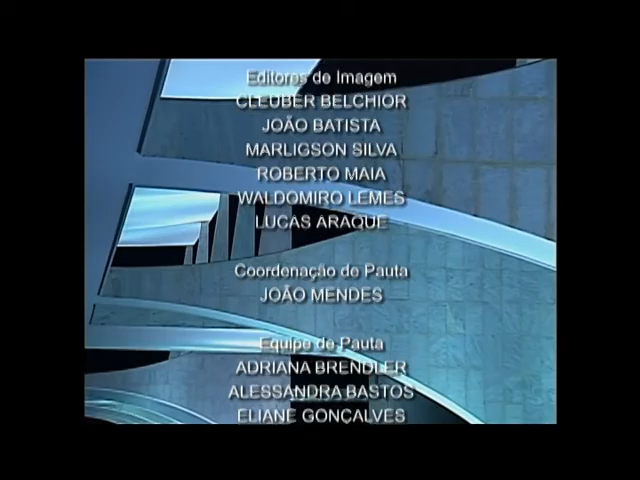 Editores de Imagem
CLEUBER BELCHIOR
JOÃO BATISTA
MARLIGSON SILVA
ROBERTO MAIA
WALDOMIRO LEMES
LUCAS ARAQUE
Coordenação de Pauta
JOÃO MENDES
Equipe de Pauta
ADRIANA BRENDLER
ALESSANDRA BASTOS
ELIANE GONÇALVES